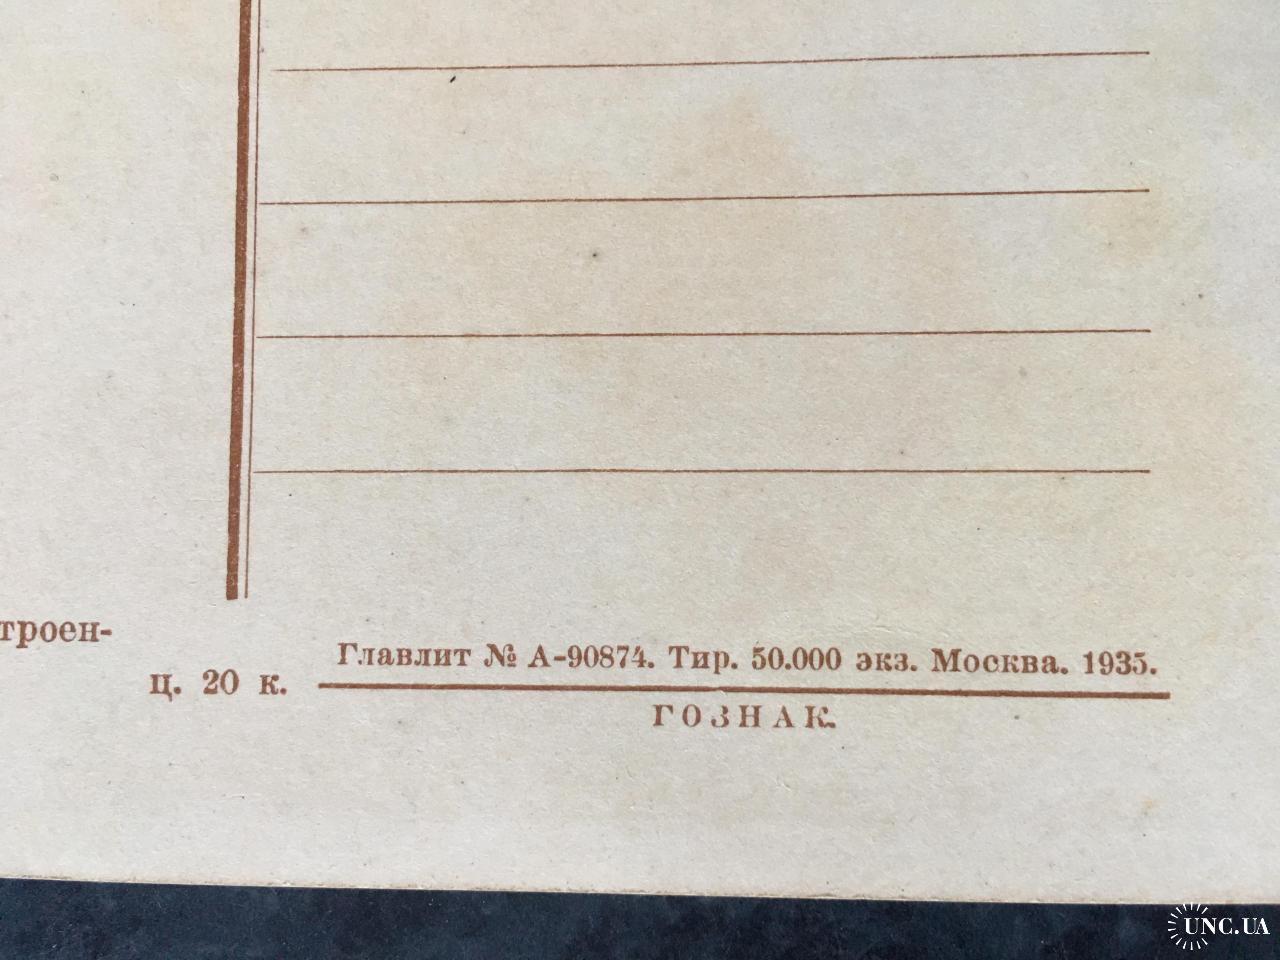 троен-
ц. 20 к.
Главлит № А-90874. Тир. 50.000 экз. Москва. 1935.
ГОЗНАК.
UNC.UA